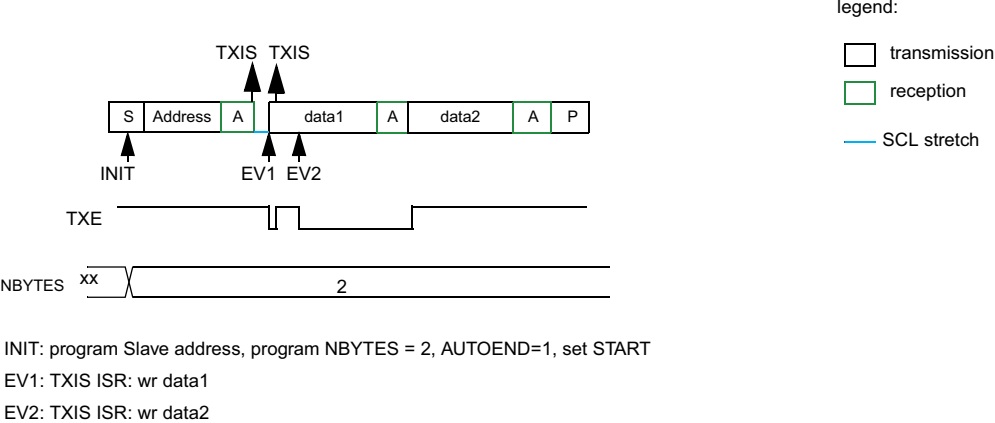 legend:
TXIS TXIS
transmission
reception
S Address A data1 A data2 A P
SCL stretch
INIT EV1 EV2
TXE
NBYTES xx 2
INIT: program Slave address, program NBYTES = 2, AUTOEND=1, set START
EV1: TXIS ISR: wr data1
EV2: TXIS ISR: wr data2